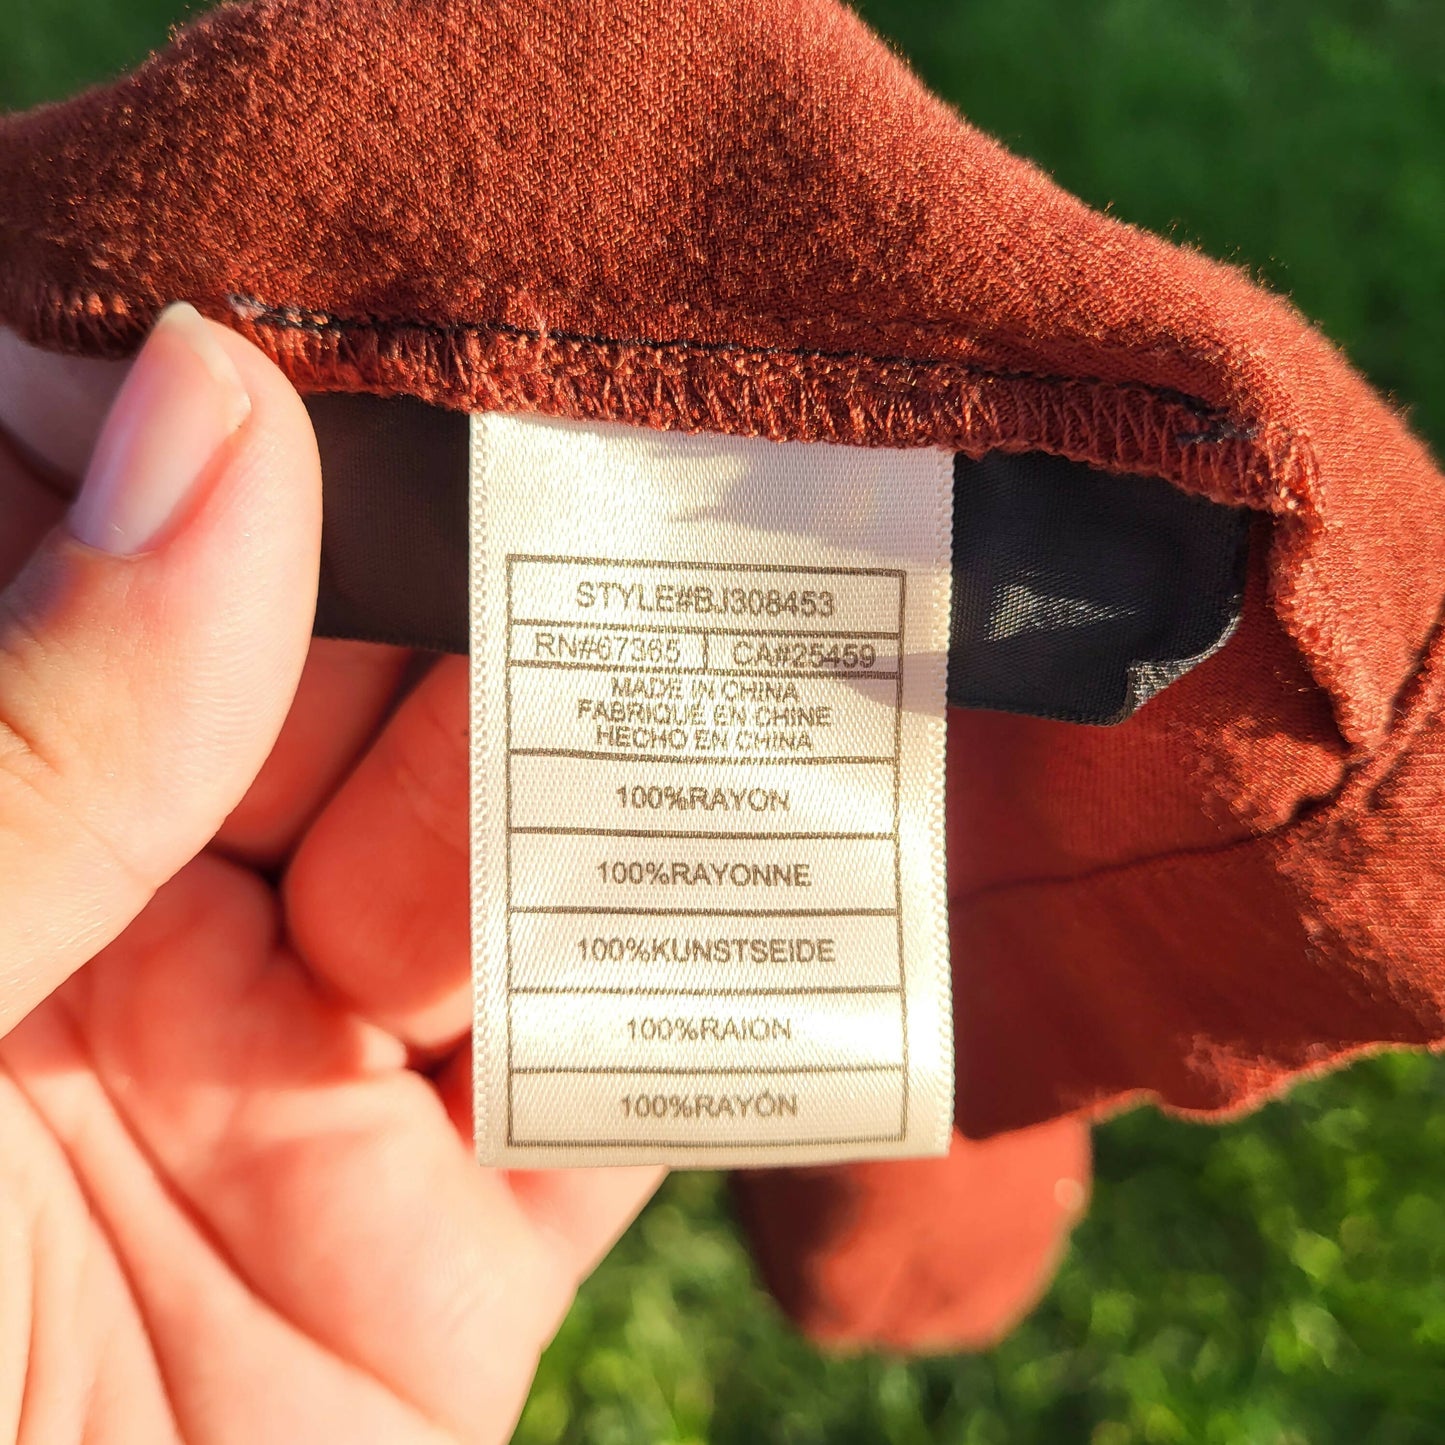 STYLE#BJ308453
RN#67365 CA#25459
MADE IN CHINA
FABRIQUÉ EN CHINE
HECHO EN CHINA
100%RAYON
100%RAYONNE
100%KUNSTSEIDE
100%RAION
100%RAYÓN